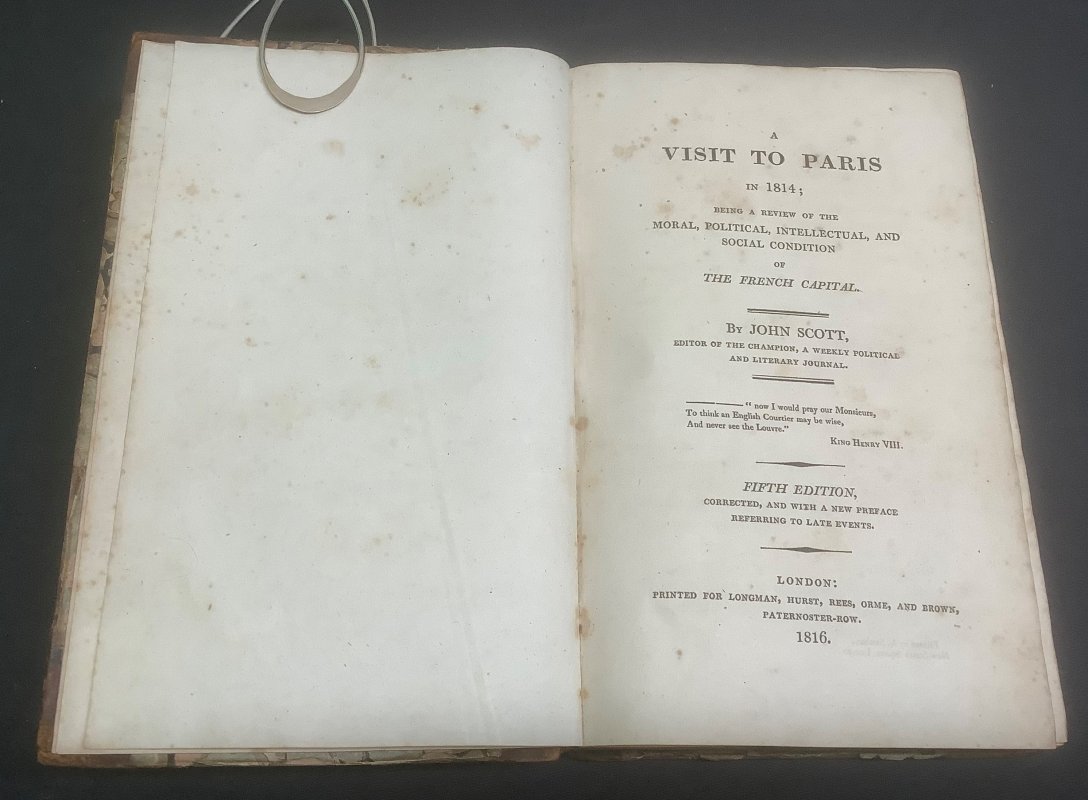 A
VISIT TO PARIS
IN 1814;
BEING A REVIEW OF THE
MORAL, POLITICAL, INTELLECTUAL, AND
SOCIAL CONDITION
OF
THE FRENCH CAPITAL.
By JOHN SCOTT,
EDITOR OF THE CHAMPION, A WEEKLY POLITICAL
AND LITERARY JOURNAL.
“ now I would pray our Monsieurs,
To think an English Courtier may be wise,
And never see the Louvre.”
King Henry VIII.
FIFTH EDITION,
CORRECTED, AND WITH A NEW PREFACE
REFERRING TO LATE EVENTS.
LONDON:
PRINTED FOR LONGMAN, HURST, REES, ORME, AND BROWN,
PATERNOSTER-ROW.
1816.